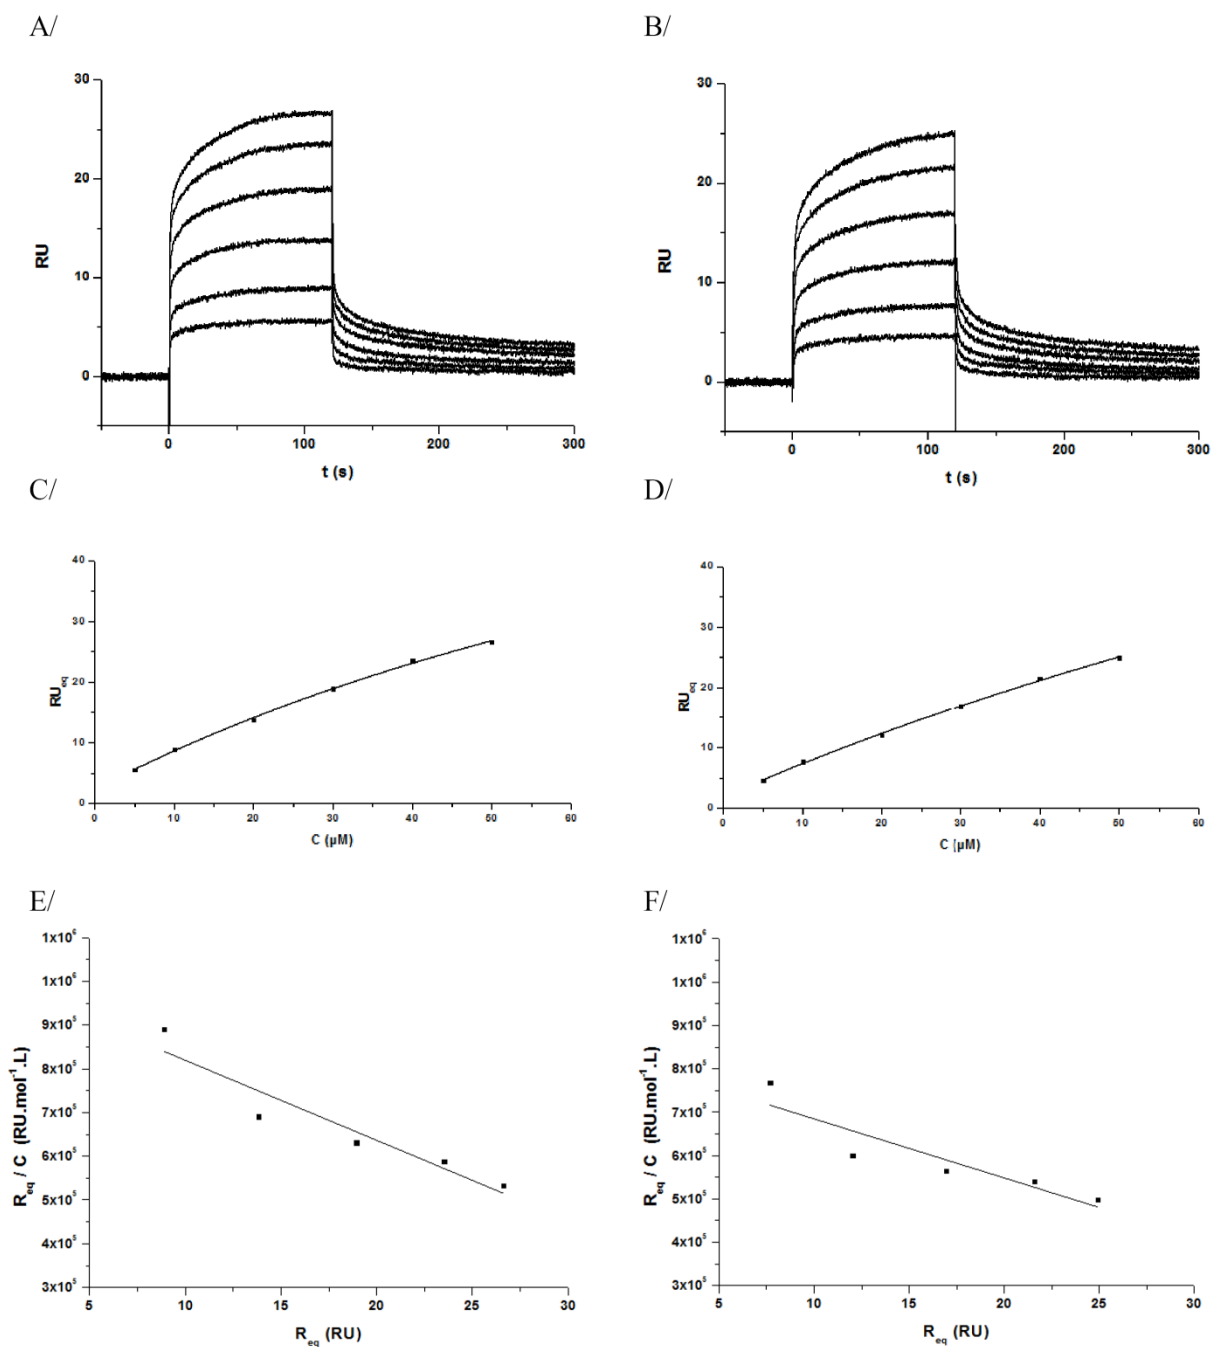 A/
B/
30
20
10
0
RU
0
100
200
300
t (s)
30
20
10
0
RU
0
100
200
300
t (s)
C/
D/
40
30
20
10
0
RUeq
0
10
20
30
40
50
60
C (µM)
40
30
20
10
0
RUeq
0
10
20
30
40
50
60
C (µM)
E/
F/
1x10⁶
1x10⁶
9x10⁵
8x10⁵
7x10⁵
6x10⁵
5x10⁵
4x10⁵
3x10⁵
Req / C (RU.mol⁻¹.L)
5
10
15
20
25
30
Req (RU)
1x10⁶
1x10⁶
9x10⁵
8x10⁵
7x10⁵
6x10⁵
5x10⁵
4x10⁵
3x10⁵
Req / C (RU.mol⁻¹.L)
5
10
15
20
25
30
Req (RU)